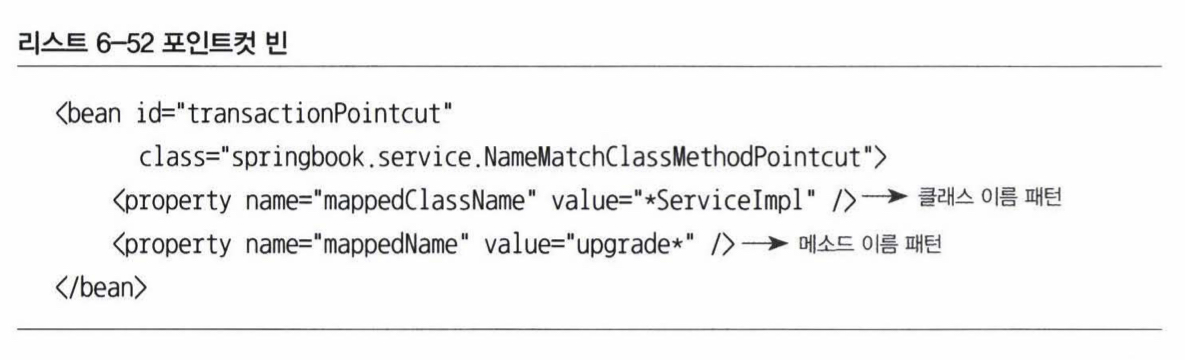 리스트 6-52 포인트컷 빈
<bean id="transactionPointcut"
class="springbook.service.NameMatchClassMethodPointcut">
<property name="mappedClassName" value="*ServiceImpl" /> → 클래스 이름 패턴
<property name="mappedName" value="upgrade*" /> → 메소드 이름 패턴
</bean>